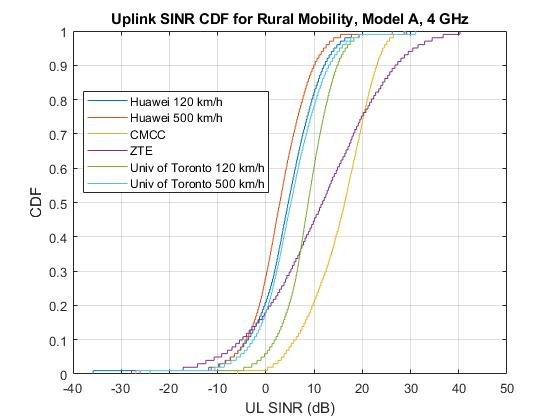 Uplink SINR CDF for Rural Mobility, Model A, 4 GHz
1
0.9
0.8
0.7
0.6
0.5
0.4
0.3
0.2
0.1
0
CDF
Huawei 120 km/h
Huawei 500 km/h
CMCC
ZTE
Univ of Toronto 120 km/h
Univ of Toronto 500 km/h
-40 -30 -20 -10 0 10 20 30 40 50
UL SINR (dB)